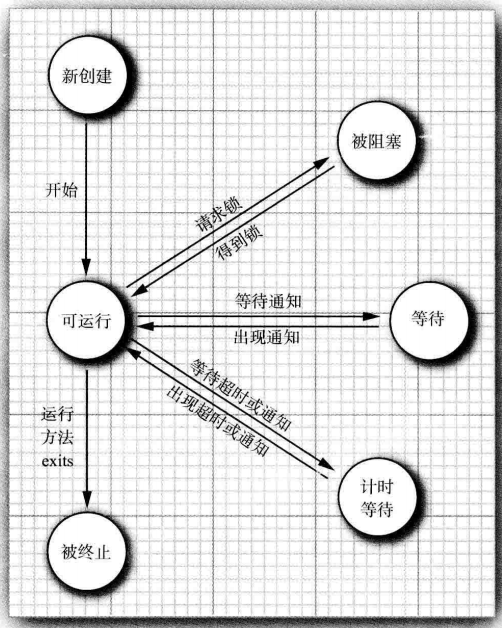 新创建
被阻塞
开始
请求锁
得到锁
等待通知
可运行
等待
出现通知
等待超时或通知
出现超时或通知
运行
方法
exits
计时
等待
被终止